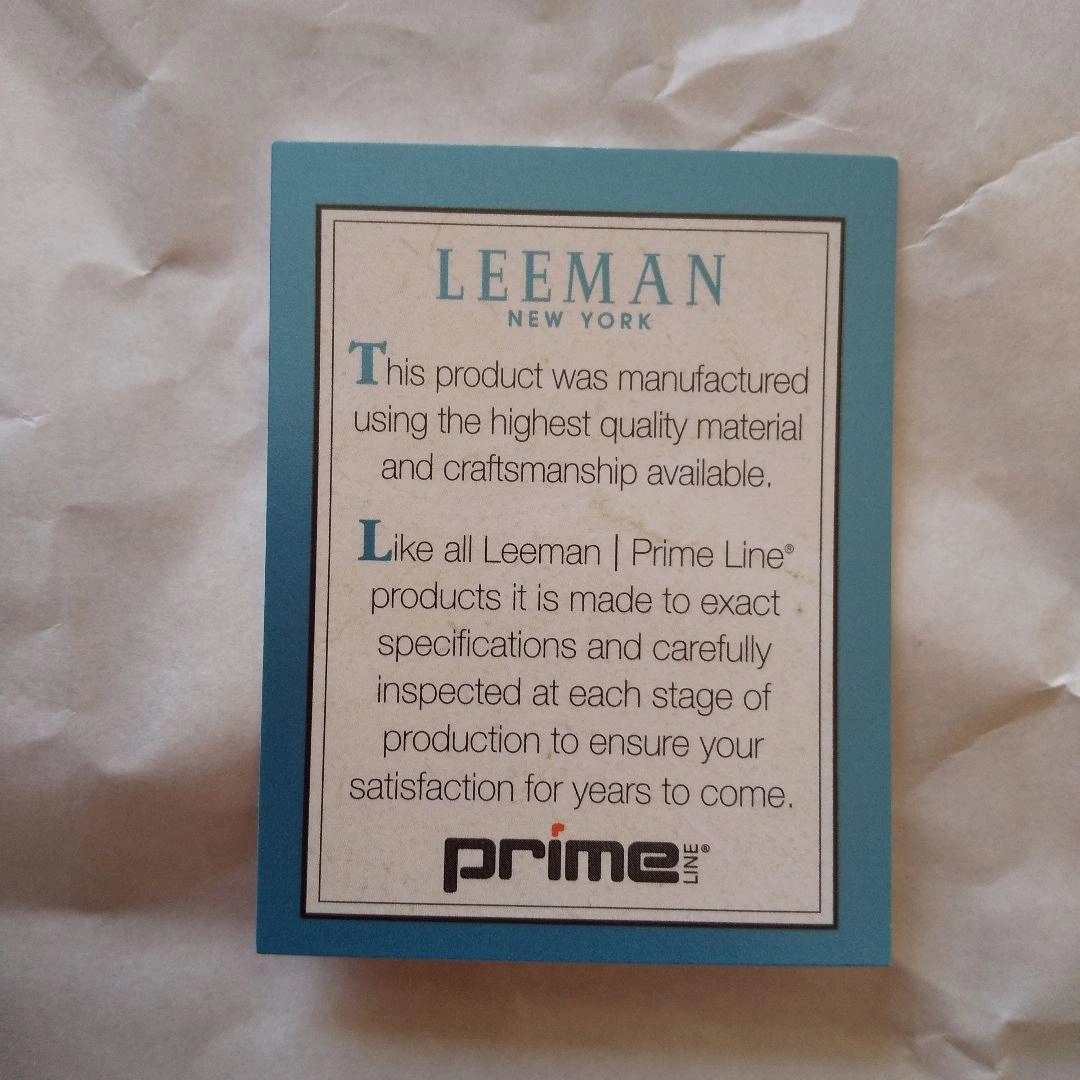 LEEMAN
NEW YORK
This product was manufactured
using the highest quality material
and craftsmanship available.
Like all Leeman | Prime Line®
products it is made to exact
specifications and carefully
inspected at each stage of
production to ensure your
satisfaction for years to come.
prime LINE®